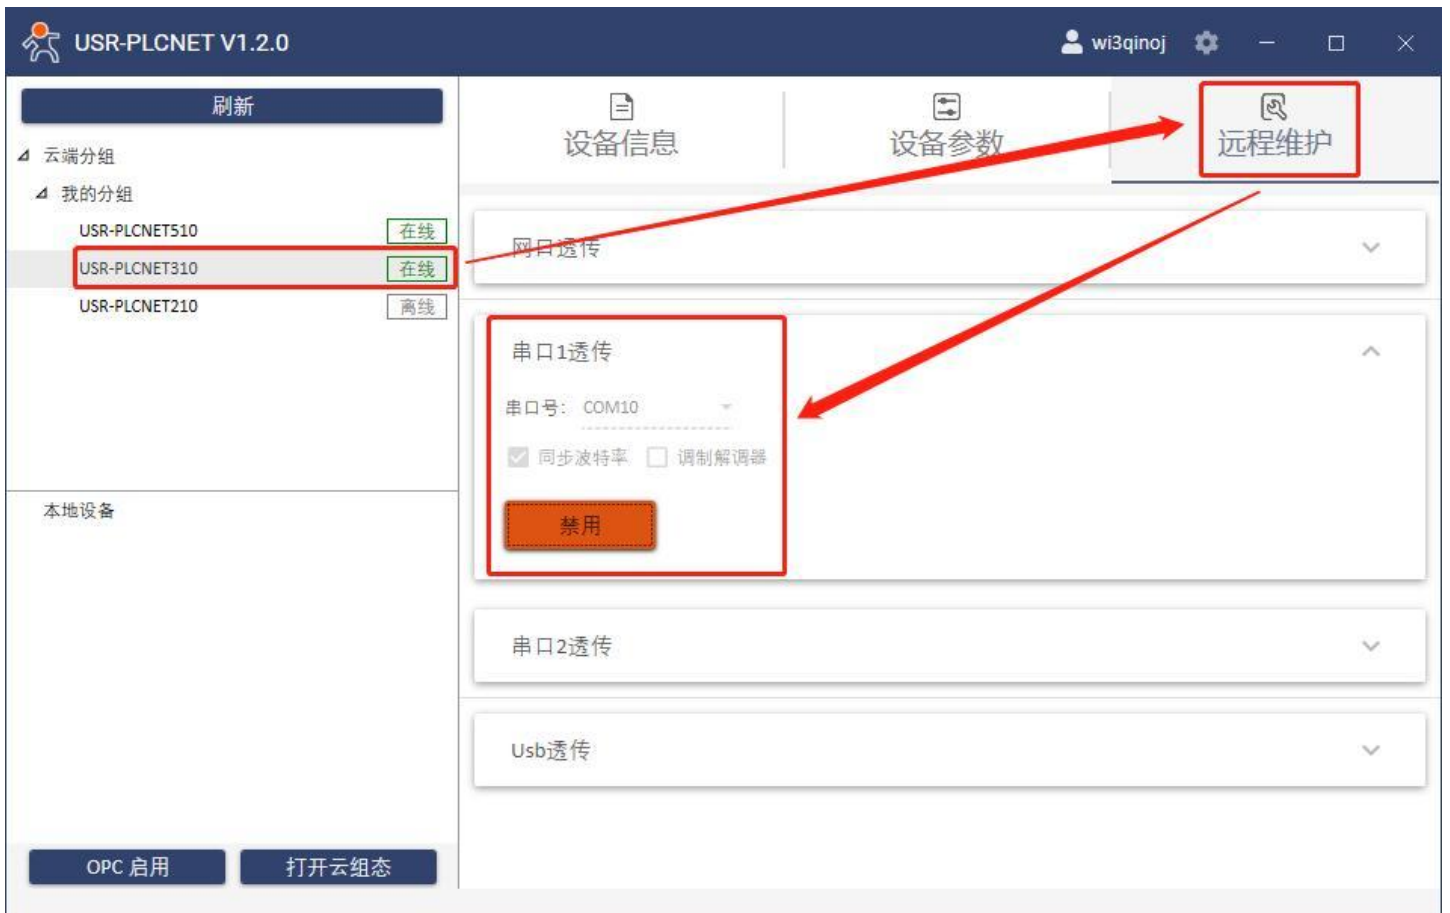 USR-PLCNET V1.2.0
wi3qinoj
刷新
云端分组
我的分组
USR-PLCNET510 在线
USR-PLCNET310 在线
USR-PLCNET210 离线
本地设备
OPC 启用
打开云组态
设备信息
设备参数
远程维护
网口透传
串口1透传
串口号: COM10
同步波特率 调制解调器
禁用
串口2透传
Usb透传